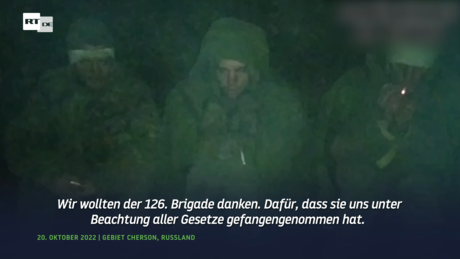 RT DE
Wir wollten der 126. Brigade danken. Dafür, dass sie uns unter
Beachtung aller Gesetze gefangengenommen hat.
20. OKTOBER 2022 | GEBIET CHERSON, RUSSLAND